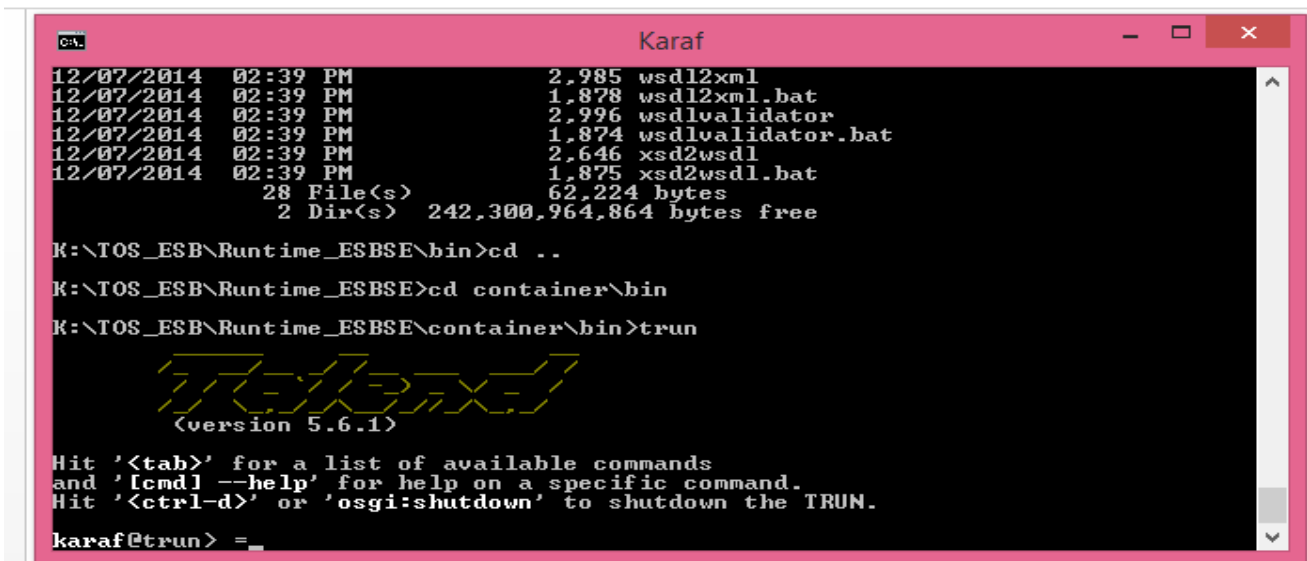 Karaf
12/07/2014  02:39 PM             2,985 wsdl2xml
12/07/2014  02:39 PM             1,878 wsdl2xml.bat
12/07/2014  02:39 PM             2,996 wsdlvalidator
12/07/2014  02:39 PM             1,874 wsdlvalidator.bat
12/07/2014  02:39 PM             2,646 xsd2wsdl
12/07/2014  02:39 PM             1,875 xsd2wsdl.bat
              28 File(s)         62,224 bytes
               2 Dir(s)  242,300,964,864 bytes free
K:\TOS_ESB\Runtime_ESBSE\bin>cd ..
K:\TOS_ESB\Runtime_ESBSE>cd container\bin
K:\TOS_ESB\Runtime_ESBSE\container\bin>trun
Talend
(version 5.6.1)
Hit '<tab>' for a list of available commands
and '[cmd] --help' for help on a specific command.
Hit '<ctrl-d>' or 'osgi:shutdown' to shutdown the TRUN.
karaf@trun> =_